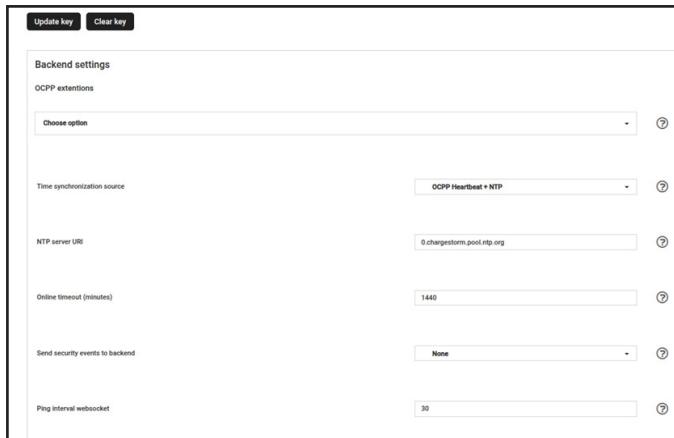 Update key Clear key
Backend settings
OCPP extentions
Choose option
Time synchronization source OCPP Heartbeat + NTP
NTP server URI 0.chargestorm.pool.ntp.org
Online timeout (minutes) 1440
Send security events to backend None
Ping interval websocket 30